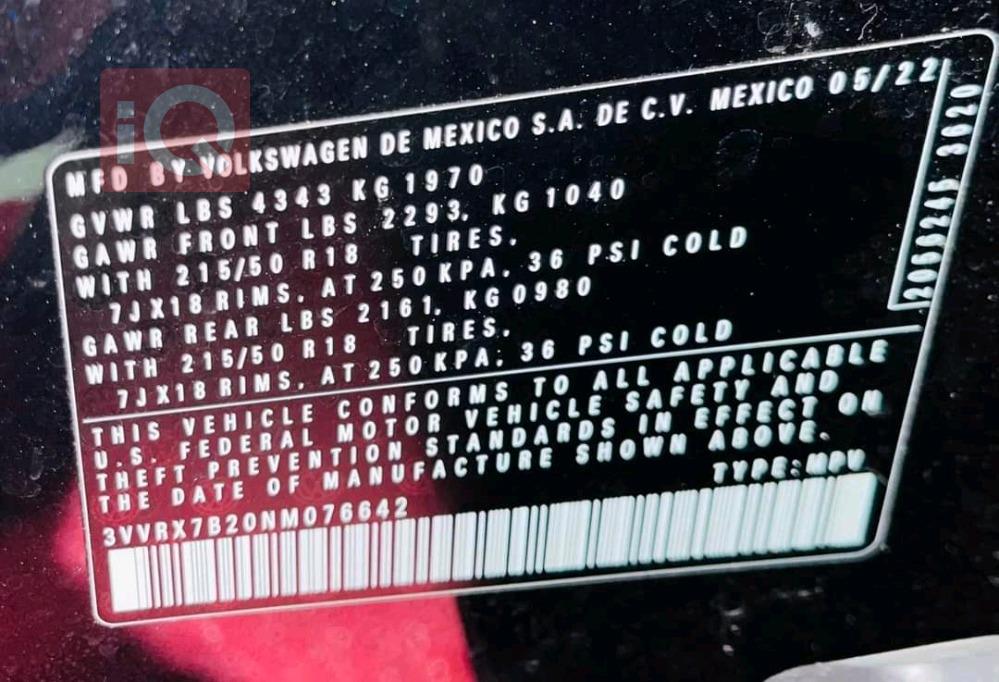 iQ
MFD BY VOLKSWAGEN DE MEXICO S.A. DE C.V. MEXICO 05/22
GVWR LBS 4343 KG 1970
GAWR FRONT LBS 2293. KG 1040
WITH 215/50 R18 TIRES.
7JX18 RIMS. AT 250 KPA. 36 PSI COLD
GAWR REAR LBS 2161. KG 0980
WITH 215/50 R18 TIRES.
7JX18 RIMS. AT 250 KPA. 36 PSI COLD
THIS VEHICLE CONFORMS TO ALL APPLICABLE
U.S. FEDERAL MOTOR VEHICLE SAFETY AND
THEFT PREVENTION STANDARDS IN EFFECT ON
THE DATE OF MANUFACTURE SHOWN ABOVE.
TYPE:MPV
3VVRX7B20NM076642